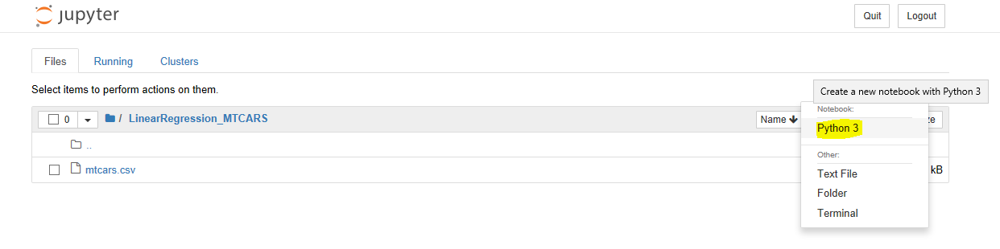 jupyter
Quit Logout
Files Running Clusters
Select items to perform actions on them.
Create a new notebook with Python 3
0 / LinearRegression_MTCARS Name ze
Notebook:
Python 3
..
Other:
mtcars.csv kB
Text File
Folder
Terminal